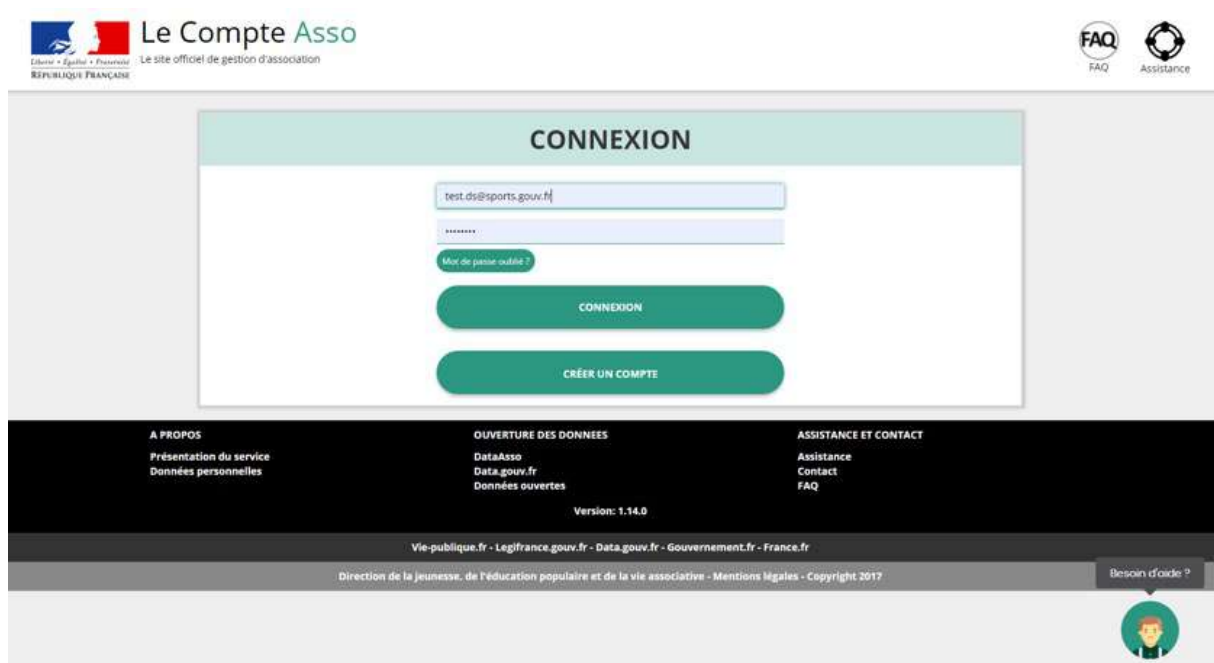 Le Compte Asso
Le site officiel de gestion d'association
Liberté • Égalité • Fraternité
RÉPUBLIQUE FRANÇAISE
FAQ
FAQ
Assistance
CONNEXION
test.ds@sports.gouv.fr
••••••••
Mot de passe oublié ?
CONNEXION
CRÉER UN COMPTE
A PROPOS
Présentation du service
Données personnelles
OUVERTURE DES DONNEES
DataAsso
Data.gouv.fr
Données ouvertes
ASSISTANCE ET CONTACT
Assistance
Contact
FAQ
Version: 1.14.0
Vie-publique.fr - Legifrance.gouv.fr - Data.gouv.fr - Gouvernement.fr - France.fr
Direction de la jeunesse, de l'éducation populaire et de la vie associative - Mentions légales - Copyright 2017
Besoin d'aide ?